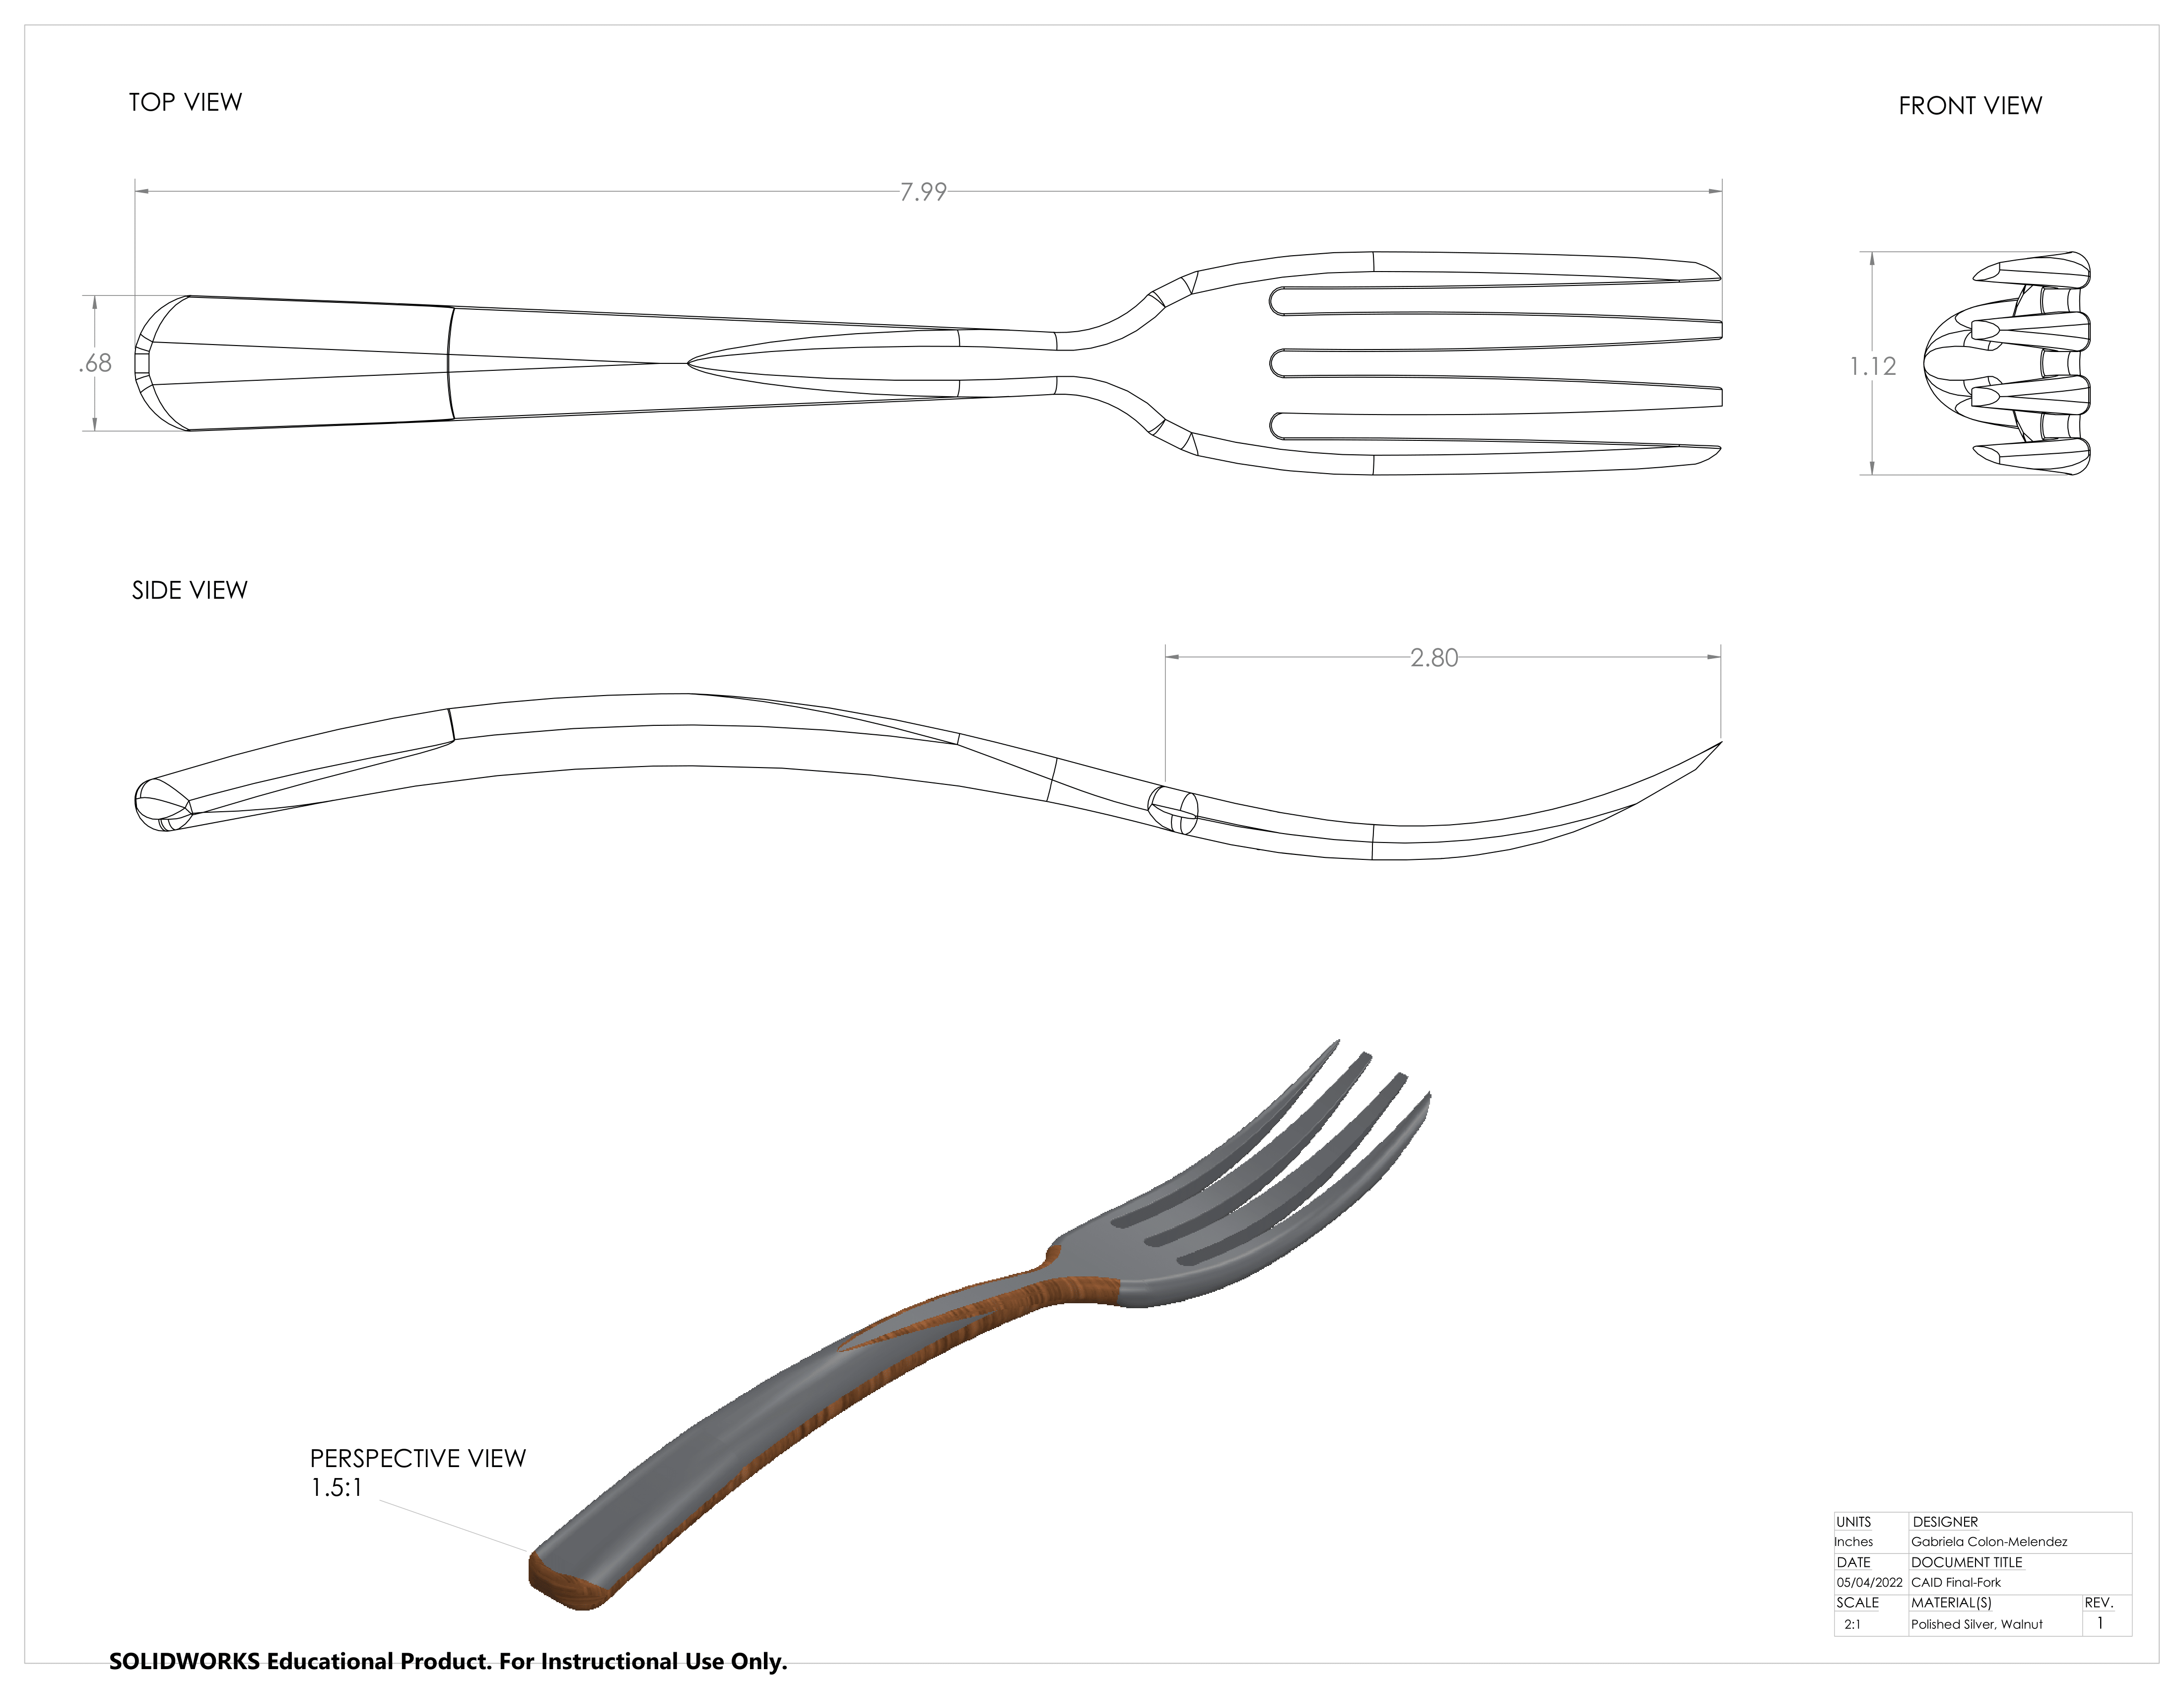 TOP VIEW
FRONT VIEW
7.99
.68
1.12
SIDE VIEW
2.80
PERSPECTIVE VIEW
1.5:1
UNITS DESIGNER
Inches Gabriela Colon-Melendez
DATE DOCUMENT TITLE
05/04/2022 CAID Final-Fork
SCALE MATERIAL(S) REV.
2:1 Polished Silver, Walnut 1
SOLIDWORKS Educational Product. For Instructional Use Only.